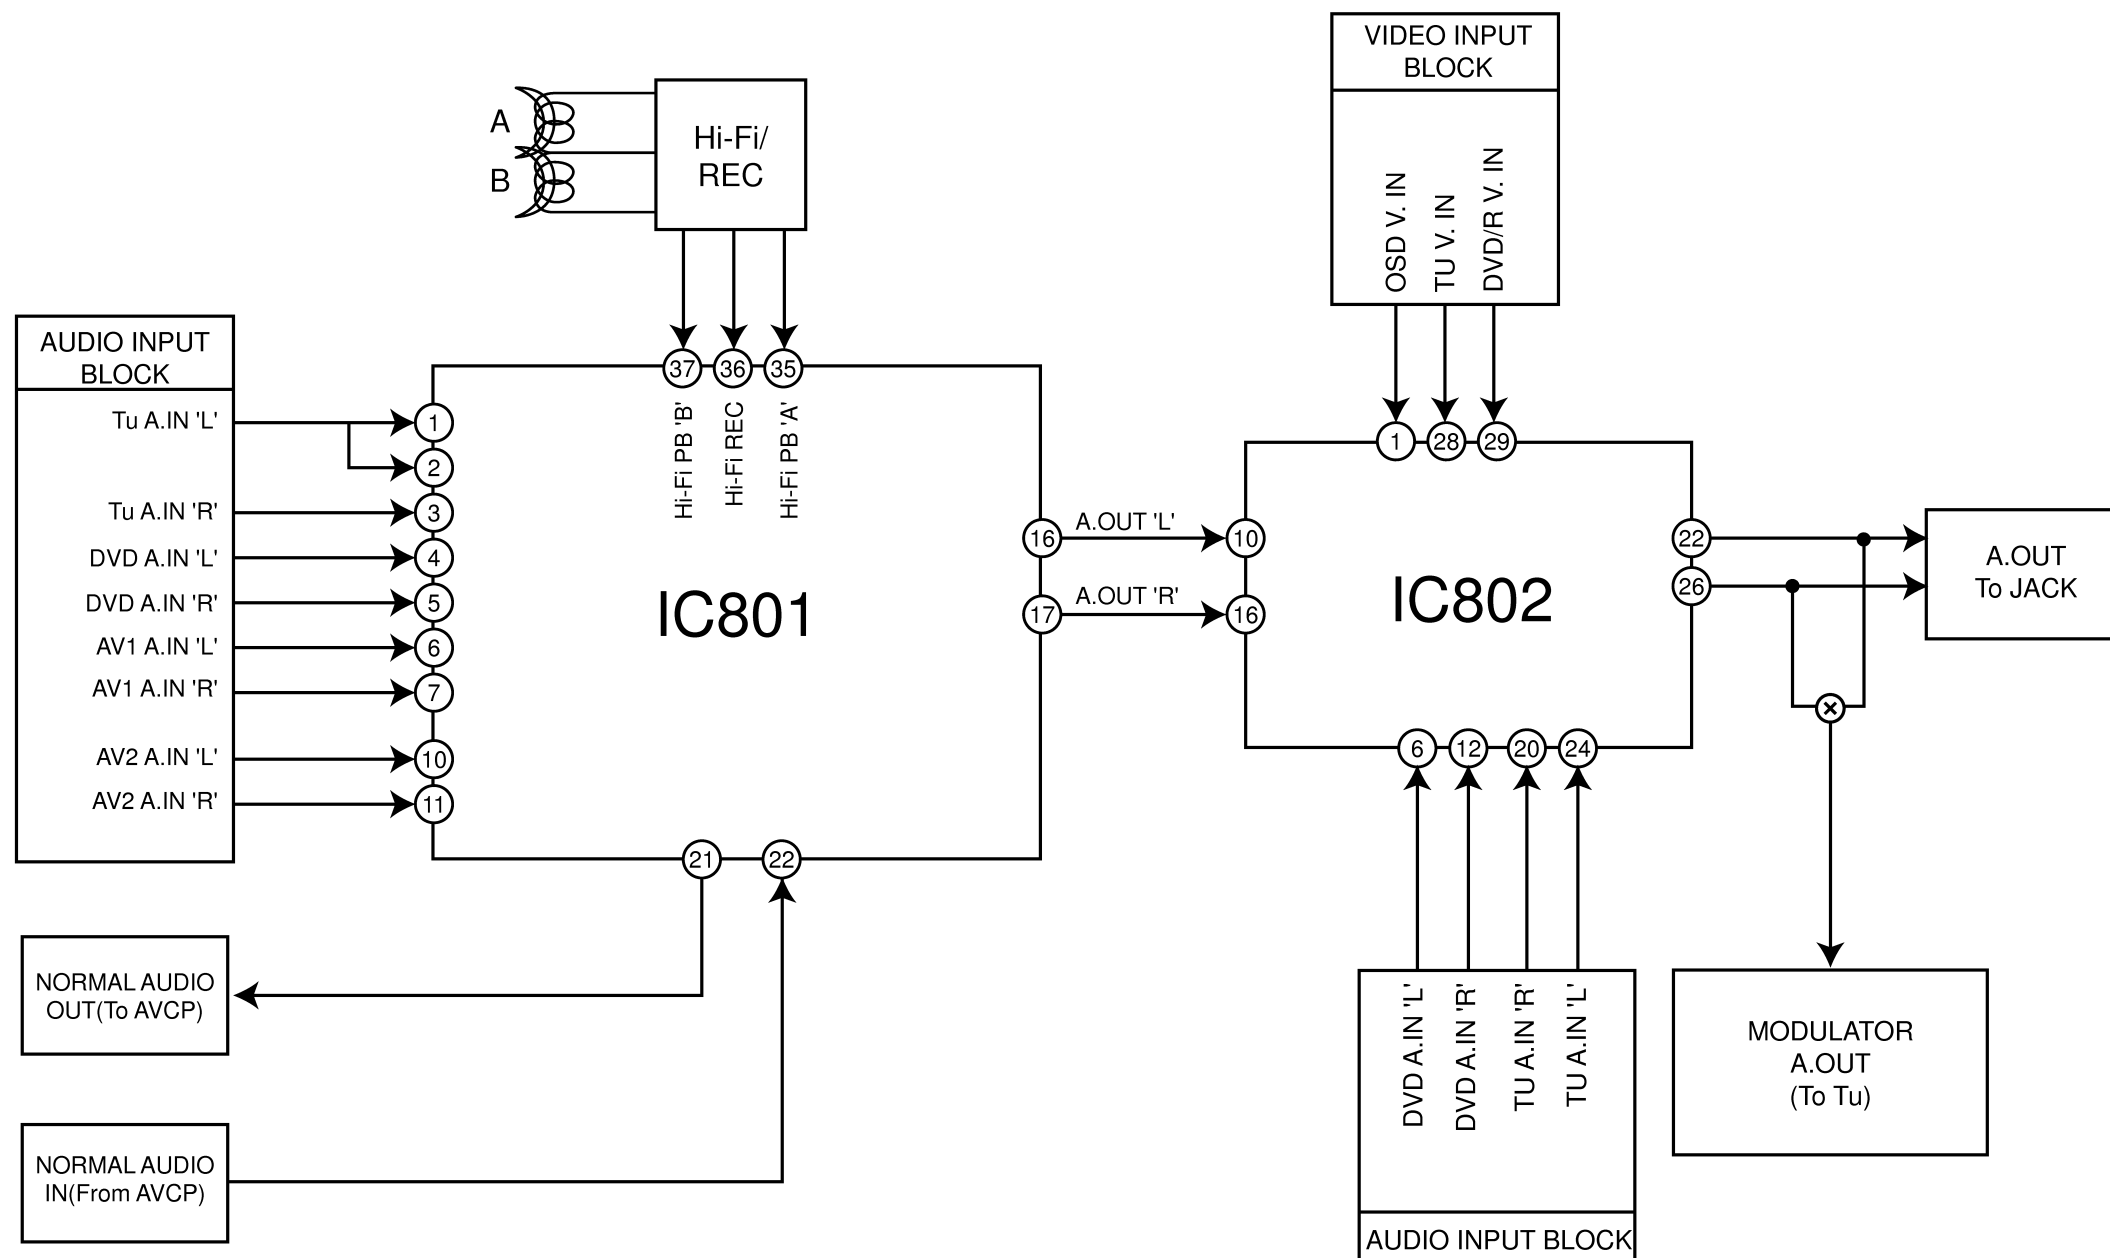 VIDEO INPUT
BLOCK
OSD V. IN
TU V. IN
DVD/R V. IN
A
B
Hi-Fi/
REC
AUDIO INPUT
BLOCK
Tu A.IN 'L'
Tu A.IN 'R'
DVD A.IN 'L'
DVD A.IN 'R'
AV1 A.IN 'L'
AV1 A.IN 'R'
AV2 A.IN 'L'
AV2 A.IN 'R'
1
2
3
4
5
6
7
10
11
37
36
35
Hi-Fi PB 'B'
Hi-Fi REC
Hi-Fi PB 'A'
IC801
16
17
21
22
A.OUT 'L'
A.OUT 'R'
10
16
1
28
29
IC802
22
26
6
12
20
24
A.OUT
To JACK
NORMAL AUDIO
OUT(To AVCP)
NORMAL AUDIO
IN(From AVCP)
DVD A.IN 'L'
DVD A.IN 'R'
TU A.IN 'R'
TU A.IN 'L'
AUDIO INPUT BLOCK
MODULATOR
A.OUT
(To Tu)